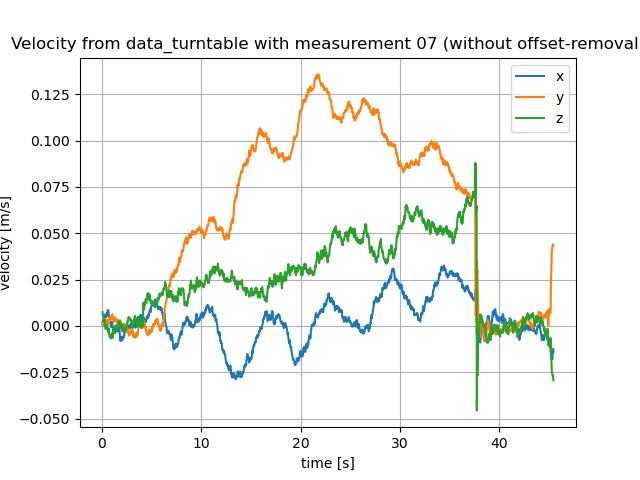 Velocity from data_turntable with measurement 07 (without offset-removal
x
y
z
velocity [m/s]
0.125
0.100
0.075
0.050
0.025
0.000
−0.025
−0.050
0 10 20 30 40
time [s]